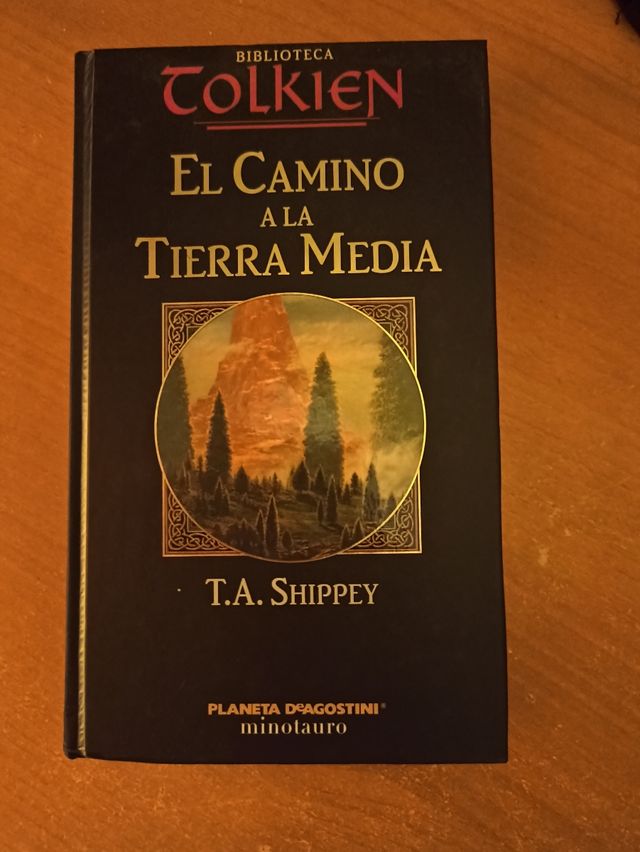 BIBLIOTECA
TOLKIEN
EL CAMINO
A LA
TIERRA MEDIA
T.A. SHIPPEY
PLANETA DeAGOSTINI®
minotauro